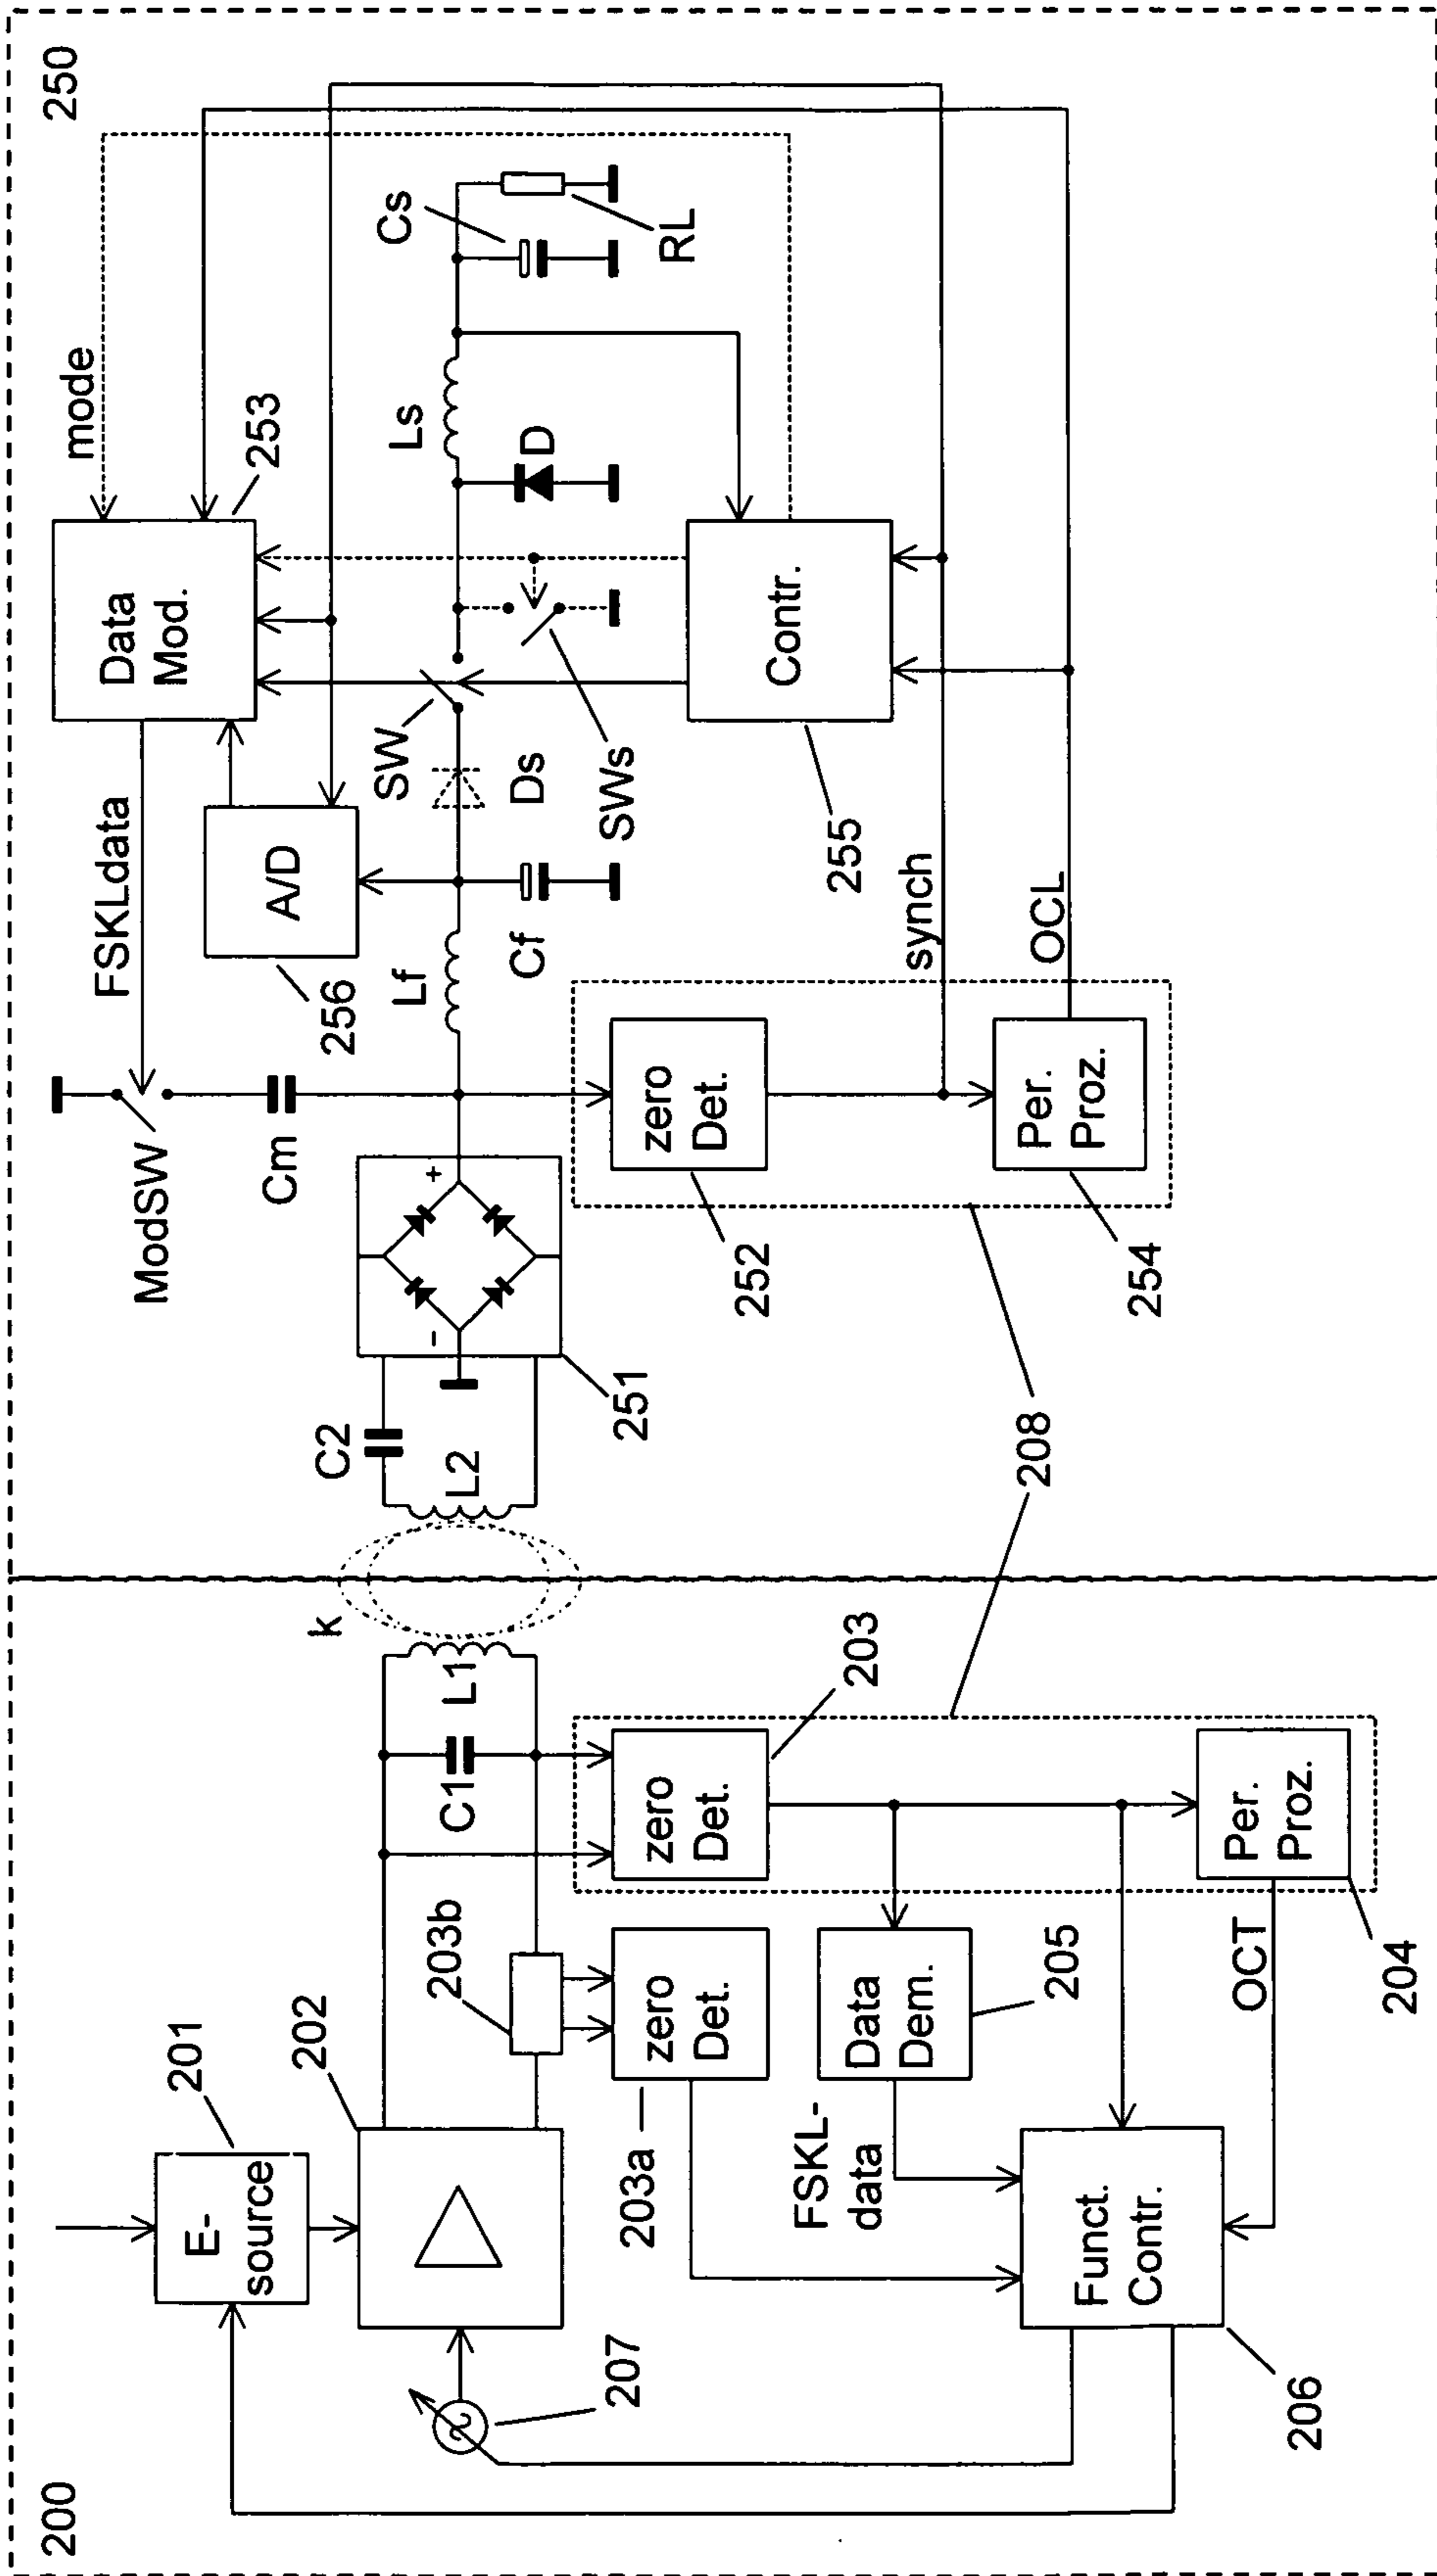 200
201
E-
source
202
207
203b
203a
zero
Det.
C1
L1
k
zero
Det.
203
Data
Dem.
205
FSKL-
data
Funct.
Contr.
206
OCT
Per.
Proz.
204
208
250
C2
L2
251
-
+
ModSW
Cm
FSKLdata
mode
Data
Mod.
253
A/D
256
Lf
Cf
Ds
SW
SWs
D
Ls
Cs
RL
zero
Det.
252
Per.
Proz.
254
synch
OCL
Contr.
255